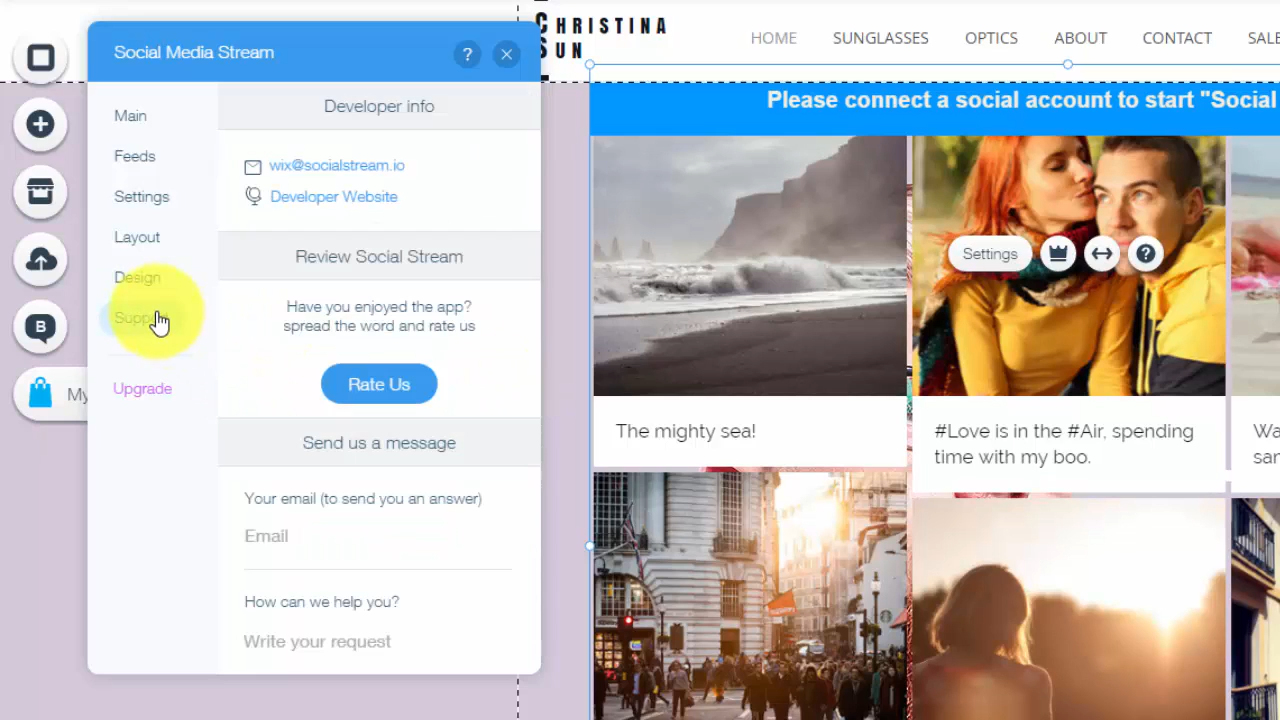 CHRISTINA
SUN
HOME
SUNGLASSES
OPTICS
ABOUT
CONTACT
SALE
Social Media Stream
?
Main
Feeds
Settings
Layout
Design
Support
Upgrade
Developer info
wix@socialstream.io
Developer Website
Review Social Stream
Have you enjoyed the app?
spread the word and rate us
Rate Us
Send us a message
Your email (to send you an answer)
Email
How can we help you?
Write your request
B
My
Please connect a social account to start "Social
Settings
?
The mighty sea!
#Love is in the #Air, spending
time with my boo.